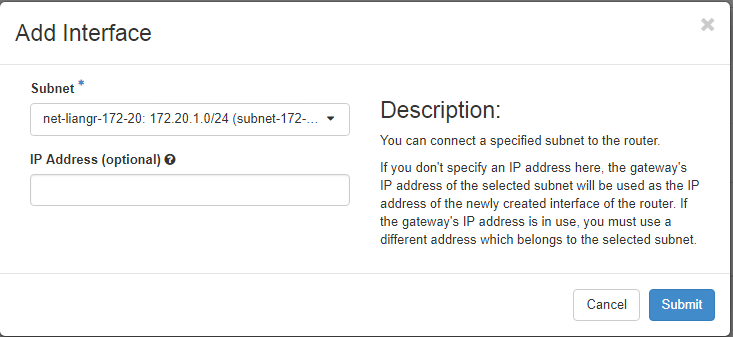 Add Interface
×
Subnet *
net-liangr-172-20: 172.20.1.0/24 (subnet-172-...
IP Address (optional)
Description:
You can connect a specified subnet to the router.
If you don't specify an IP address here, the gateway's
IP address of the selected subnet will be used as the IP
address of the newly created interface of the router. If
the gateway's IP address is in use, you must use a
different address which belongs to the selected subnet.
Cancel
Submit